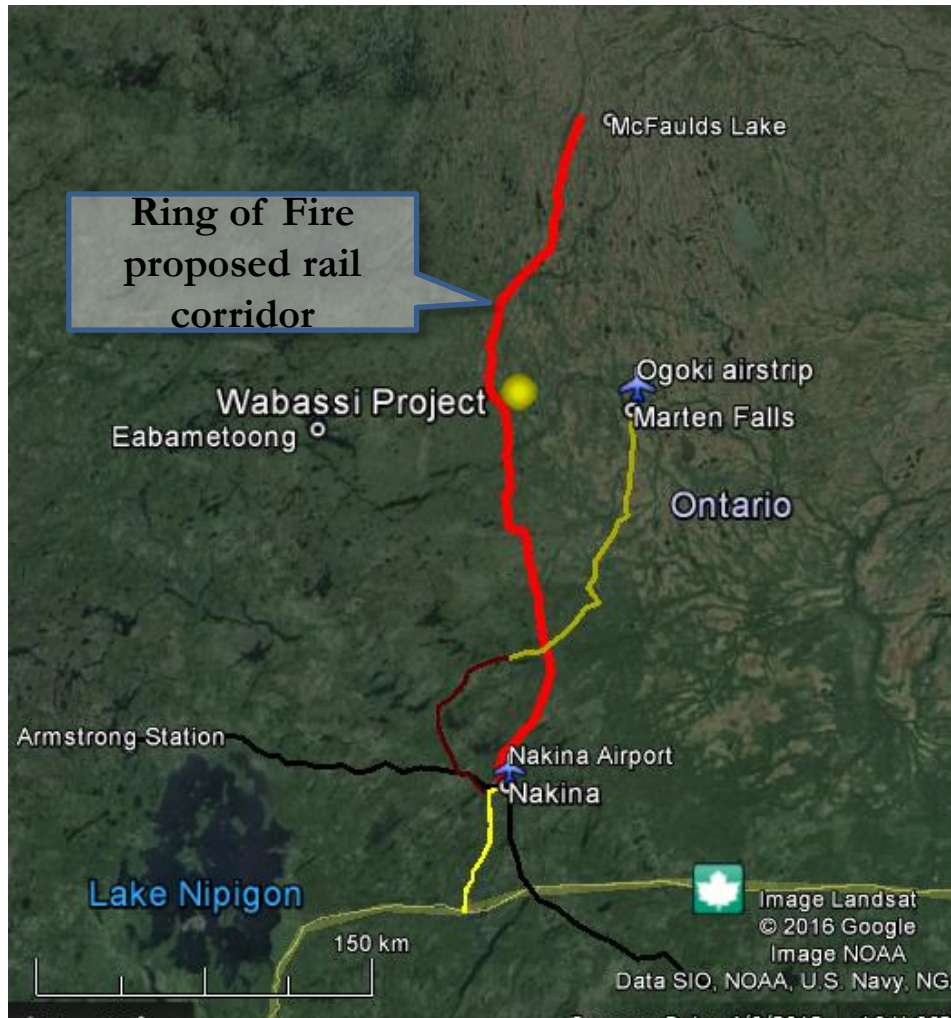 McFaulds Lake
Ring of Fire
proposed rail
corridor
Ogoki airstrip
Wabassi Project
Marten Falls
Eabametoong
Ontario
Armstrong Station
Nakina Airport
Nakina
Lake Nipigon
150 km
Image Landsat
© 2016 Google
Image NOAA
Data SIO, NOAA, U.S. Navy, NG